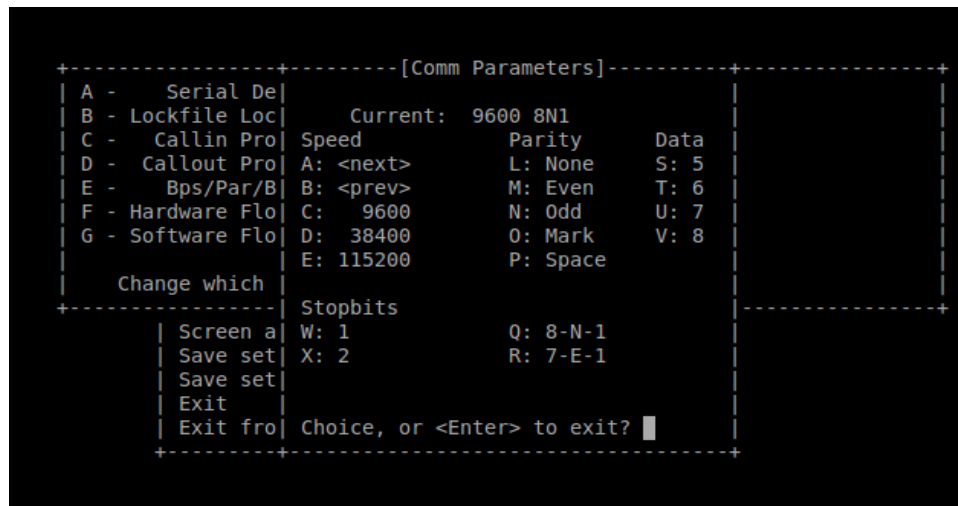 +-----------------+---------[Comm Parameters]----------+----------------+
| A -    Serial De|                                     |                |
| B - Lockfile Loc|     Current:  9600 8N1              |                |
| C -   Callin Pro| Speed            Parity      Data   |                |
| D -  Callout Pro| A: <next>        L: None     S: 5   |                |
| E -    Bps/Par/B| B: <prev>        M: Even     T: 6   |                |
| F - Hardware Flo| C:   9600        N: Odd      U: 7   |                |
| G - Software Flo| D:  38400        O: Mark     V: 8   |                |
|                 | E: 115200        P: Space           |                |
|    Change which |                                     |                |
+-----------------| Stopbits                            |----------------+
        | Screen a| W: 1             Q: 8-N-1           |
        | Save set| X: 2             R: 7-E-1           |
        | Save set|                                     |
        | Exit    |                                     |
        | Exit fro| Choice, or <Enter> to exit?         |
        +---------+-------------------------------------+